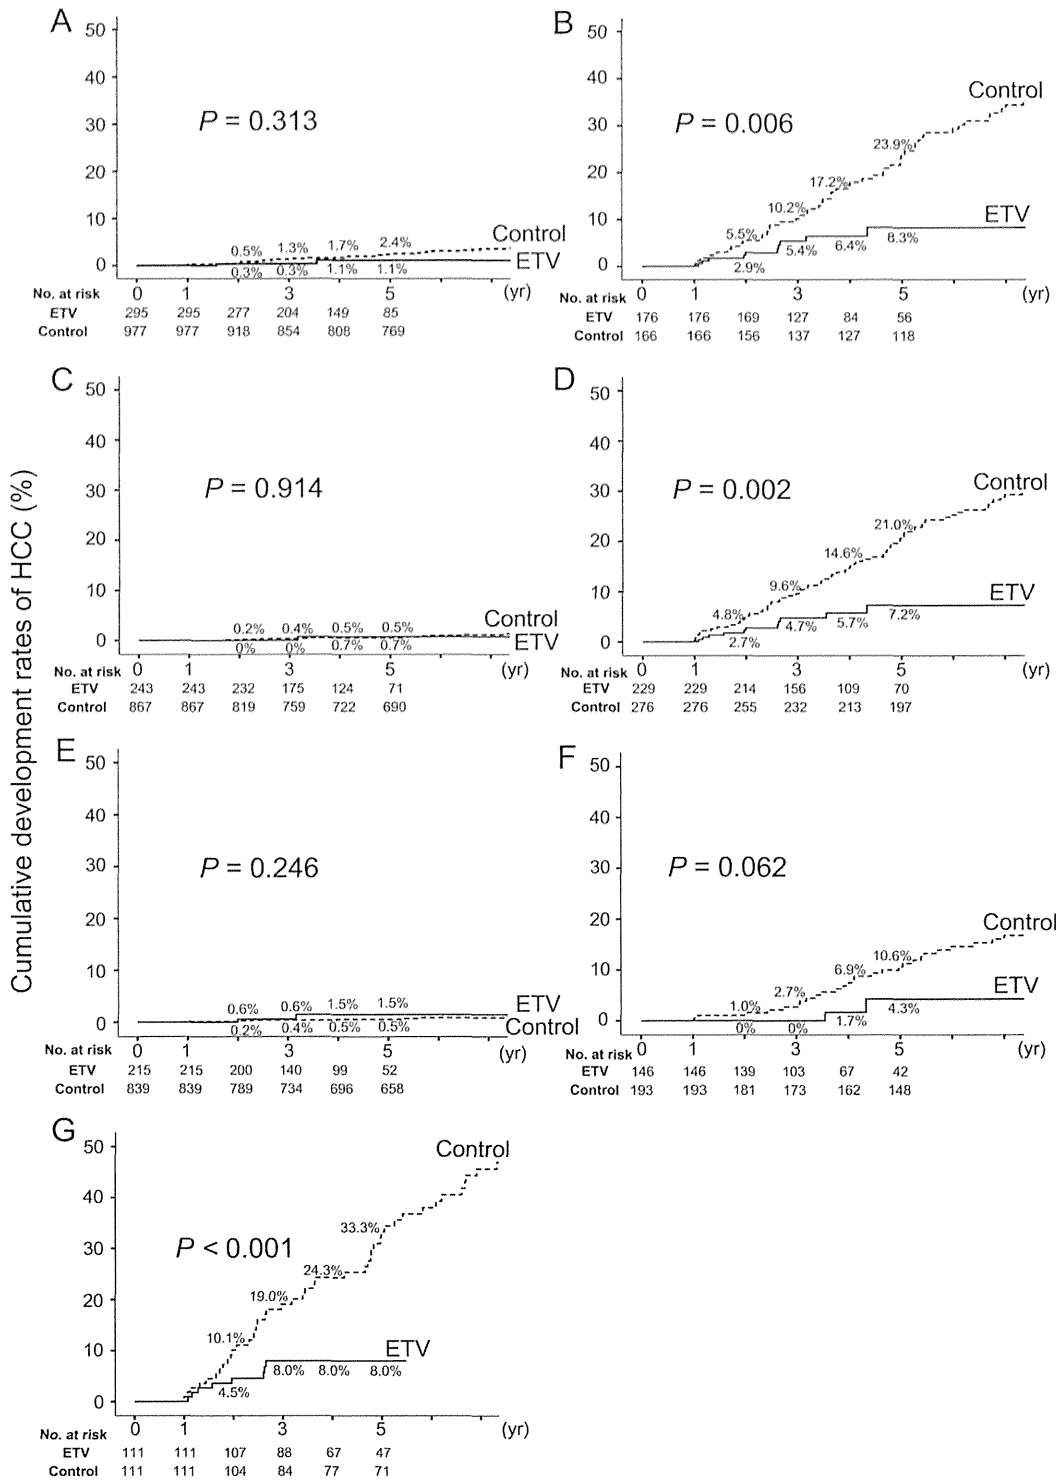 Cumulative development rates of HCC (%)
A
50
40
30
20
10
0
P = 0.313
0.5% 1.3% 1.7% 2.4%
Control
ETV
0.3% 0.3% 1.1% 1.1%
0 1 3 5 (yr)
No. at risk
ETV 295 295 277 204 149 85
Control 977 977 918 854 808 769
B
50
40
30
20
10
0
P = 0.006
Control
23.9%
17.2%
10.2%
5.5%
ETV
2.9% 5.4% 6.4% 8.3%
0 1 3 5 (yr)
No. at risk
ETV 176 176 169 127 84 56
Control 166 166 156 137 127 118
C
50
40
30
20
10
0
P = 0.914
0.2% 0.4% 0.5% 0.5%
Control
ETV
0% 0% 0.7% 0.7%
0 1 3 5 (yr)
No. at risk
ETV 243 243 232 175 124 71
Control 867 867 819 759 722 690
D
50
40
30
20
10
0
P = 0.002
Control
21.0%
14.6%
9.6%
4.8%
ETV
2.7% 4.7% 5.7% 7.2%
0 1 3 5 (yr)
No. at risk
ETV 229 229 214 156 109 70
Control 276 276 255 232 213 197
E
50
40
30
20
10
0
P = 0.246
0.6% 0.6% 1.5% 1.5%
ETV
Control
0.2% 0.4% 0.5% 0.5%
0 1 3 5 (yr)
No. at risk
ETV 215 215 200 140 99 52
Control 839 839 789 734 696 658
F
50
40
30
20
10
0
P = 0.062
Control
10.6%
6.9%
2.7%
1.0%
ETV
0% 0% 1.7% 4.3%
0 1 3 5 (yr)
No. at risk
ETV 146 146 139 103 67 42
Control 193 193 181 173 162 148
G
50
40
30
20
10
0
Control
P < 0.001
33.3%
24.3%
19.0%
10.1%
ETV
4.5% 8.0% 8.0% 8.0%
0 1 3 5 (yr)
No. at risk
ETV 111 111 107 88 67 47
Control 111 111 104 84 77 71